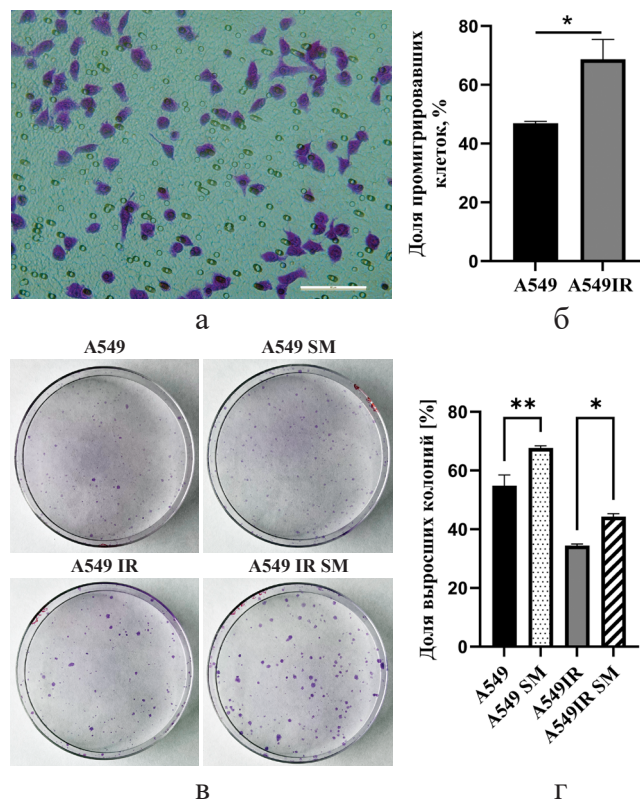 Доля промигрировавших
клеток, %
80
60
40
20
0
*
A549
A549IR
а
б
A549
A549 SM
A549 IR
A549 IR SM
Доля выросших колоний [%]
80
60
40
20
0
**
*
A549
A549 SM
A549IR
A549IR SM
в
г